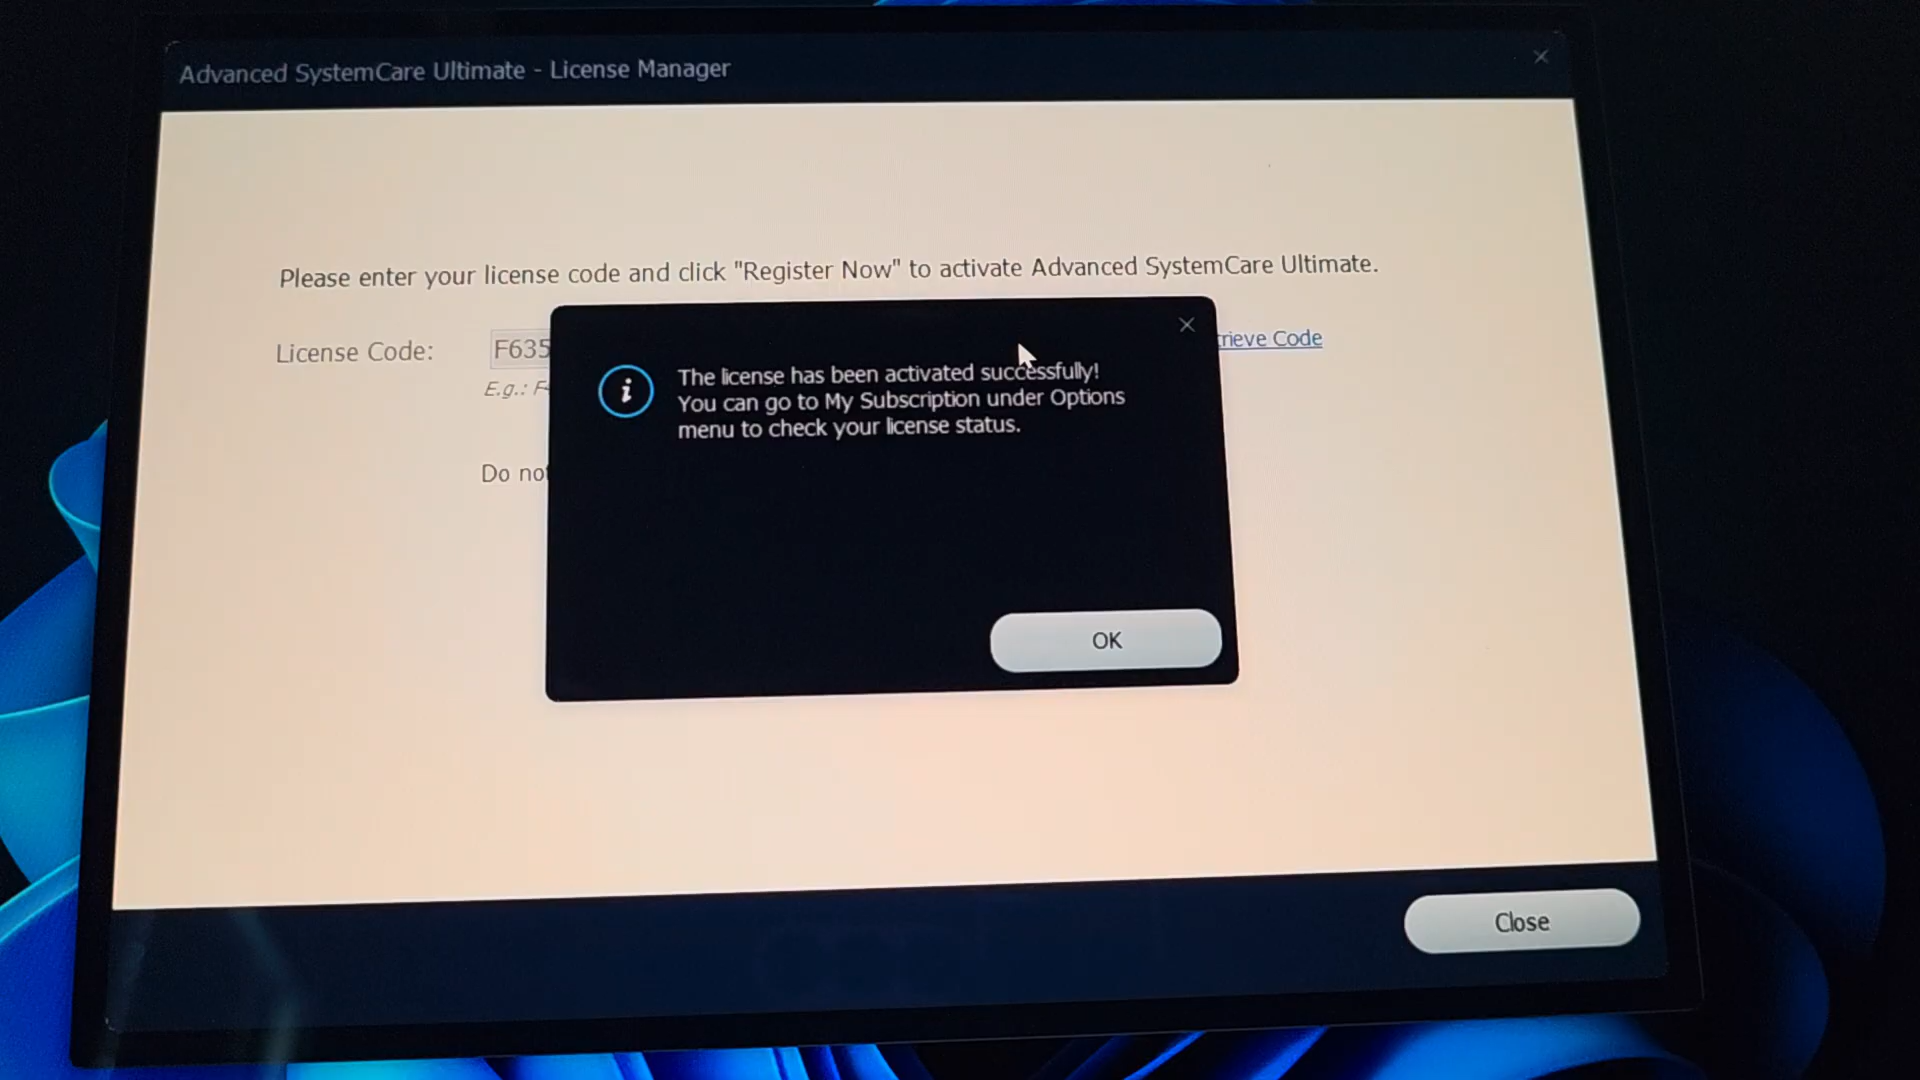 Advanced SystemCare Ultimate - License Manager
Please enter your license code and click "Register Now" to activate Advanced SystemCare Ultimate.
License Code: F635
trieve Code
E.g.: F
Do not
The license has been activated successfully!
You can go to My Subscription under Options
menu to check your license status.
OK
Close